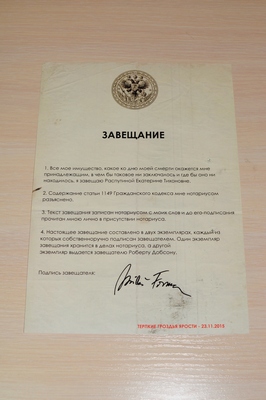 ЗАВЕЩАНИЕ
1. Все мое имущество, какое ко дню моей смерти окажется мне
принадлежащим, в чем бы таковое ни заключалось и где бы оно ни
находилось, я завещаю Распутиной Екатерине Тихоновне.
2. Содержание статьи 1149 Гражданского кодекса мне нотариусом
разъяснено.
3. Текст завещания записан нотариусом с моих слов и до его подписания
прочитан мною лично в присутствии нотариуса.
4. Настоящее завещание составлено в двух экземплярах, каждый из
которых собственноручно подписан завещателем. Один экземпляр
завещания хранится в делах нотариуса, а другой
экземпляр выдается завещателю Роберту Добсону.
Подпись завещателя:
ТЕРПКИЕ ГРОЗДЬЯ ЯРОСТИ - 22.11.2015